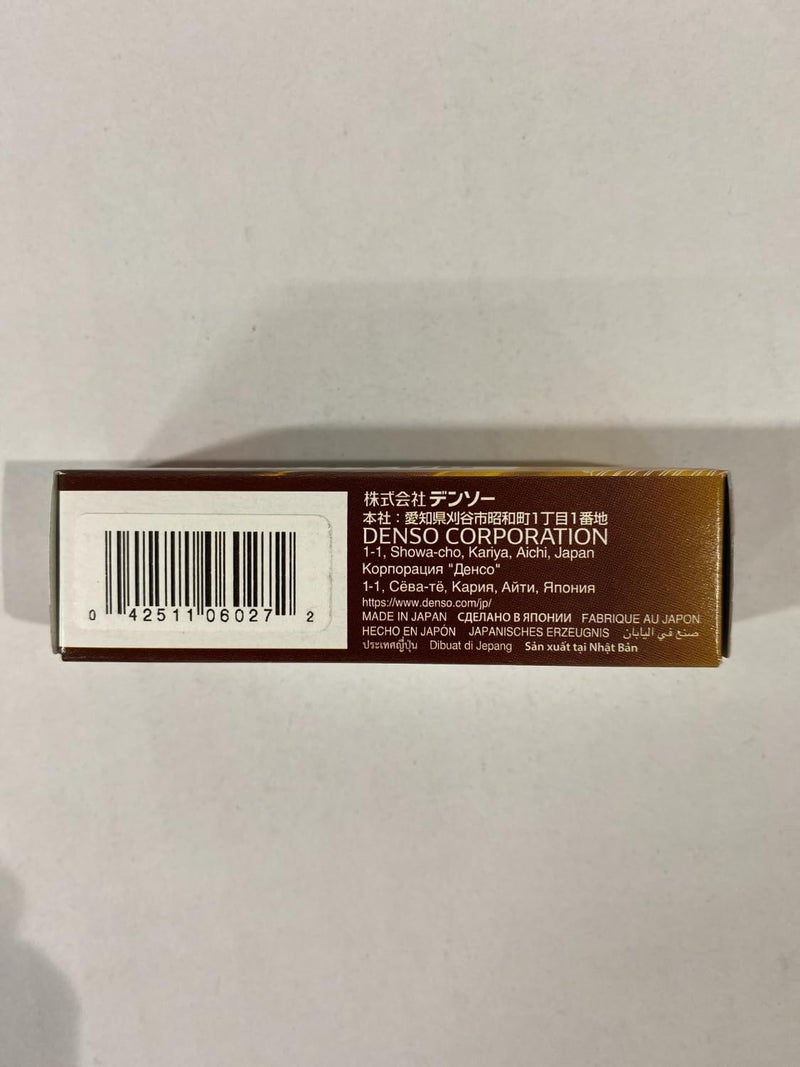 0 42511 06027 2
株式会社 デンソー
本社：愛知県刈谷市昭和町1丁目1番地
DENSO CORPORATION
1-1, Showa-cho, Kariya, Aichi, Japan
Корпорация "Денсо"
1-1, Сёва-тё, Кария, Айти, Япония
https://www.denso.com/jp/
MADE IN JAPAN СДЕЛАНО В ЯПОНИИ FABRIQUE AU JAPON
HECHO EN JAPÓN JAPANISCHES ERZEUGNIS صنع في اليابان
ประเทศญี่ปุ่น Dibuat di Jepang Sản xuất tại Nhật Bản